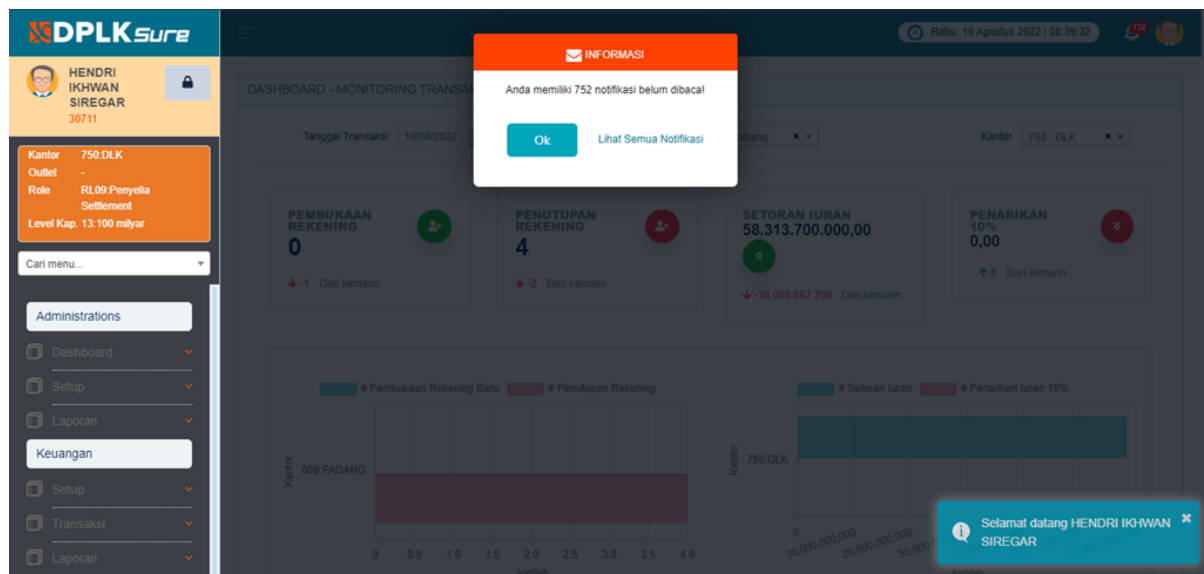 DPLKSure
HENDRI
IKHWAN
SIREGAR
30711
Kantor 750:DLK
Outlet -
Role RL09:Penyelia
Settlement
Level Kap. 13:100 milyar
Cari menu...
Administrations
Dashboard
Setup
Laporan
Keuangan
Setup
Transaksi
Laporan
Rabu, 10 Agustus 2022 | 08:39:32
752
INFORMASI
Anda memiliki 752 notifikasi belum dibaca!
Ok Lihat Semua Notifikasi
DASHBOARD - MONITORING
Tanggal Transaksi 10/08/2022
Kantor 750 : DLK
PEMBUKAAN
REKENING
0
-1 Dari kemarin
PENUTUPAN
REKENING
4
-2 Dari kemarin
SETORAN IURAN
58.313.700.000,00
-38.080.692.200 Dari kemarin
PENARIKAN
10%
0,00
0 Dari kemarin
# Pembukaan Rekening Baru # Penutupan Rekening
Kantor
009:PADANG
0 0.5 1.0 1.5 2.0 2.5 3.0 3.5 4.0
Jumlah
# Setoran Iuran # Penarikan Iuran 10%
Kantor
750:DLK
0 10,000,000,000 20,000,000,000
Jumlah
Selamat datang HENDRI IKHWAN
SIREGAR